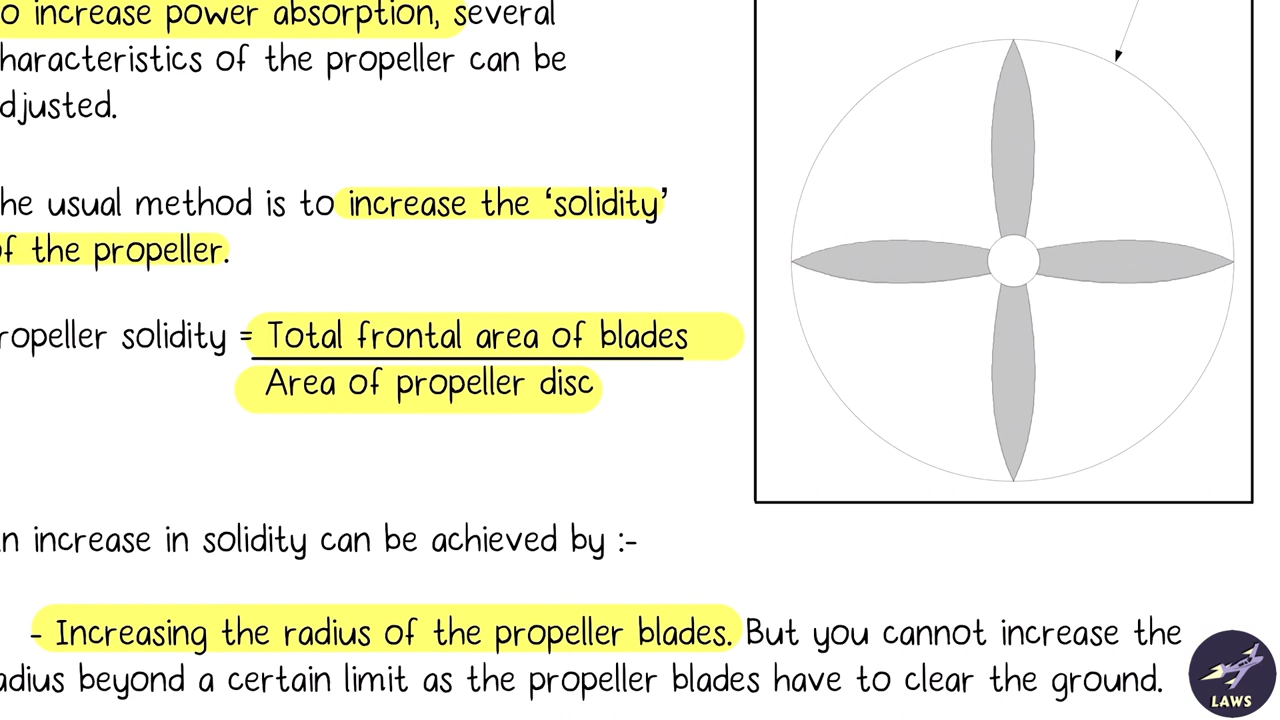 o increase power absorption, several
haracteristics of the propeller can be
djusted.
he usual method is to increase the ‘solidity’
of the propeller.
ropeller solidity = Total frontal area of blades
Area of propeller disc
n increase in solidity can be achieved by :-
- Increasing the radius of the propeller blades. But you cannot increase the
adius beyond a certain limit as the propeller blades have to clear the ground.
LAWS